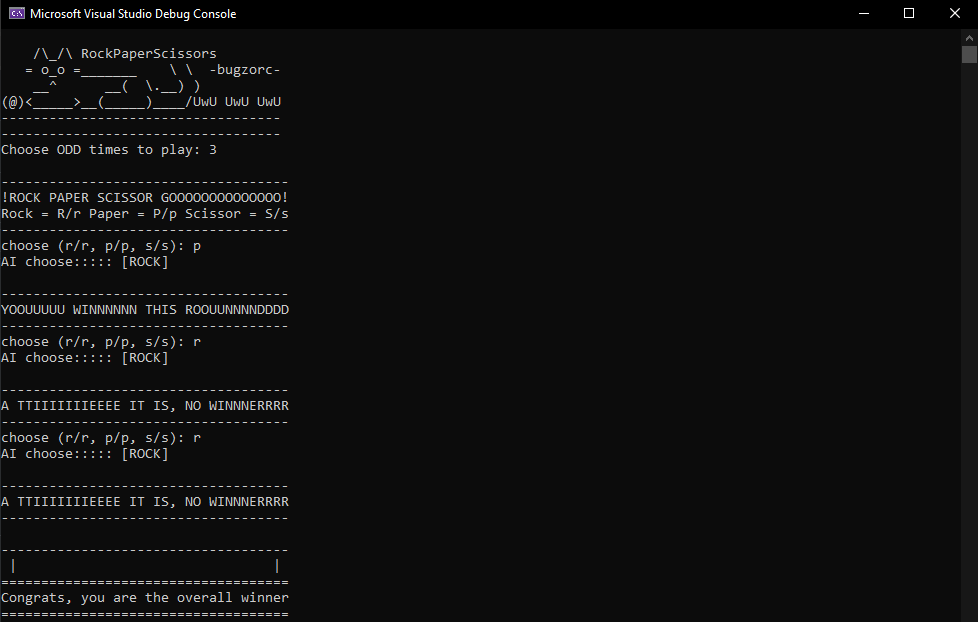 Microsoft Visual Studio Debug Console
    /\_/\ RockPaperScissors
   = o_o =_______    \ \  -bugzorc-
    __^      __(  \.__) )
(@)<_____>__(_____)____/UwU UwU UwU
-----------------------------------
-----------------------------------
Choose ODD times to play: 3
------------------------------------
!ROCK PAPER SCISSOR GOOOOOOOOOOOOOO!
Rock = R/r Paper = P/p Scissor = S/s
------------------------------------
choose (r/r, p/p, s/s): p
AI choose::::: [ROCK]
------------------------------------
YOOUUUUU WINNNNNN THIS ROOUUNNNNDDDD
------------------------------------
choose (r/r, p/p, s/s): r
AI choose::::: [ROCK]
------------------------------------
A TTIIIIIIIEEEE IT IS, NO WINNNERRRR
------------------------------------
choose (r/r, p/p, s/s): r
AI choose::::: [ROCK]
------------------------------------
A TTIIIIIIIEEEE IT IS, NO WINNNERRRR
------------------------------------
------------------------------------
 |                                |
====================================
Congrats, you are the overall winner
====================================